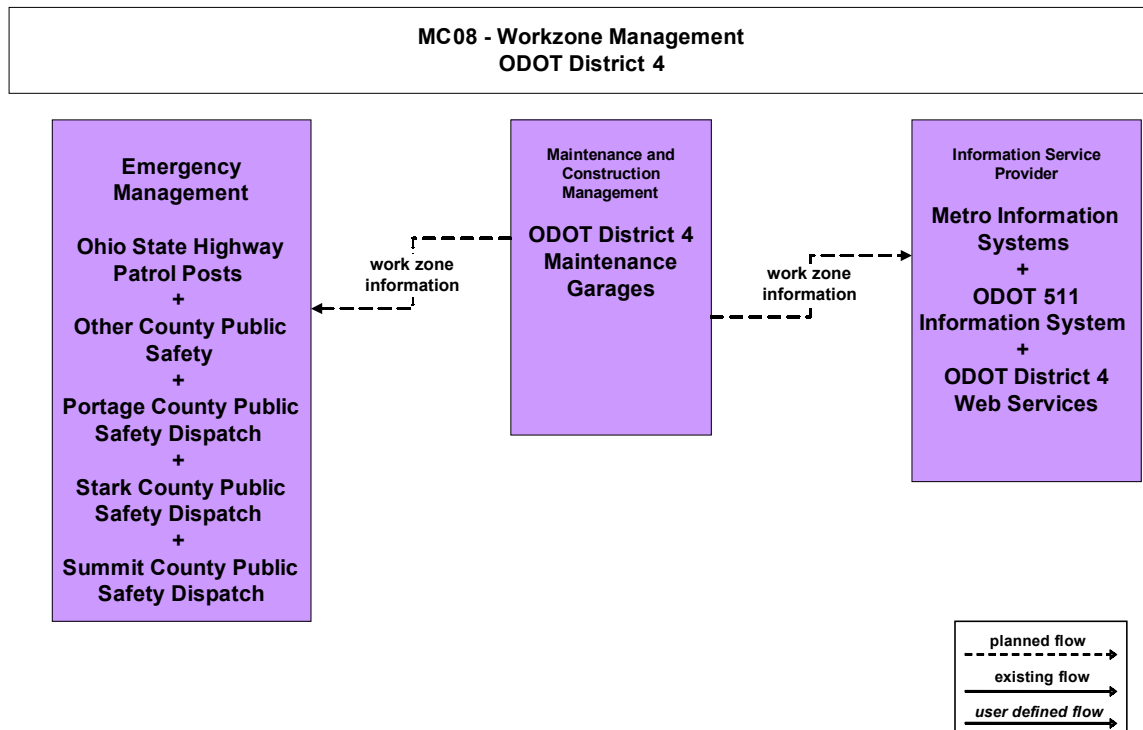 MC08 - Workzone Management
ODOT District 4
Emergency
Management
Ohio State Highway
Patrol Posts
+
Other County Public
Safety
+
Portage County Public
Safety Dispatch
+
Stark County Public
Safety Dispatch
+
Summit County Public
Safety Dispatch
work zone
information
Maintenance and
Construction
Management
ODOT District 4
Maintenance
Garages
work zone
information
Information Service
Provider
Metro Information
Systems
+
ODOT 511
Information System
+
ODOT District 4
Web Services
planned flow
existing flow
user defined flow